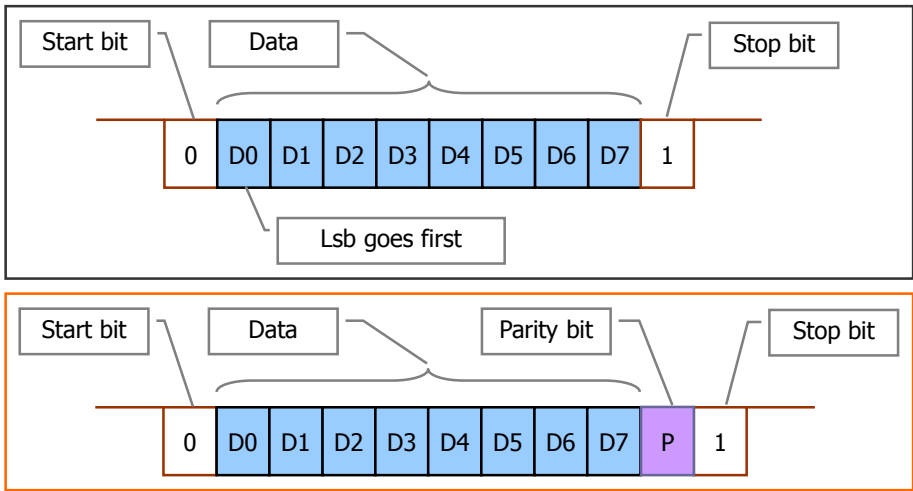 Start bit Data Stop bit
0 D0 D1 D2 D3 D4 D5 D6 D7 1
Lsb goes first
Start bit Data Parity bit Stop bit
0 D0 D1 D2 D3 D4 D5 D6 D7 P 1